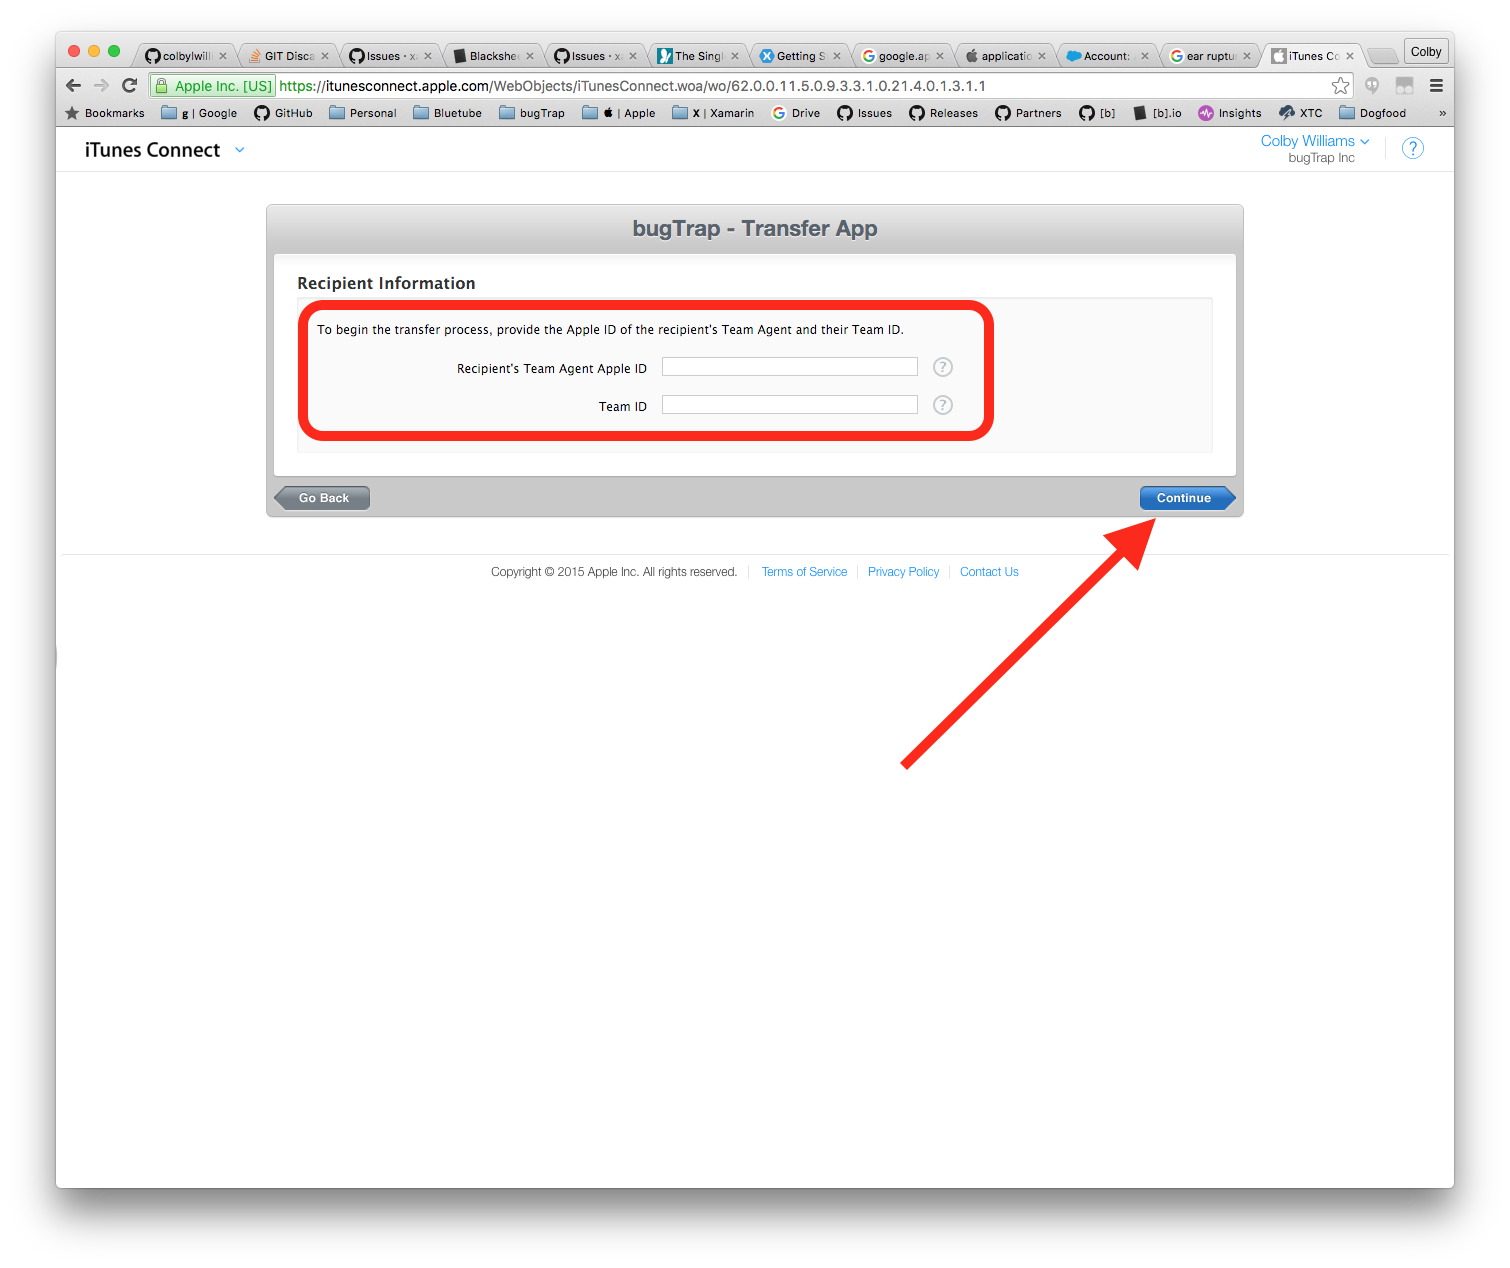 colbylwilli
GIT Disca
Issues · xa
Blackshee
Issues · xa
The Singl
Getting S
google.ap
applicatio
Account:
ear ruptur
iTunes Co
Colby
Apple Inc. [US]
https://itunesconnect.apple.com/WebObjects/iTunesConnect.woa/wo/62.0.0.11.5.0.9.3.3.1.0.21.4.0.1.3.1.1
Bookmarks
g | Google
GitHub
Personal
Bluetube
bugTrap
| Apple
X | Xamarin
Drive
Issues
Releases
Partners
[b]
[b].io
Insights
XTC
Dogfood
»
iTunes Connect
Colby Williams
bugTrap Inc
?
bugTrap - Transfer App
Recipient Information
To begin the transfer process, provide the Apple ID of the recipient's Team Agent and their Team ID.
Recipient's Team Agent Apple ID
?
Team ID
?
Go Back
Continue
Copyright © 2015 Apple Inc. All rights reserved.
Terms of Service
Privacy Policy
Contact Us